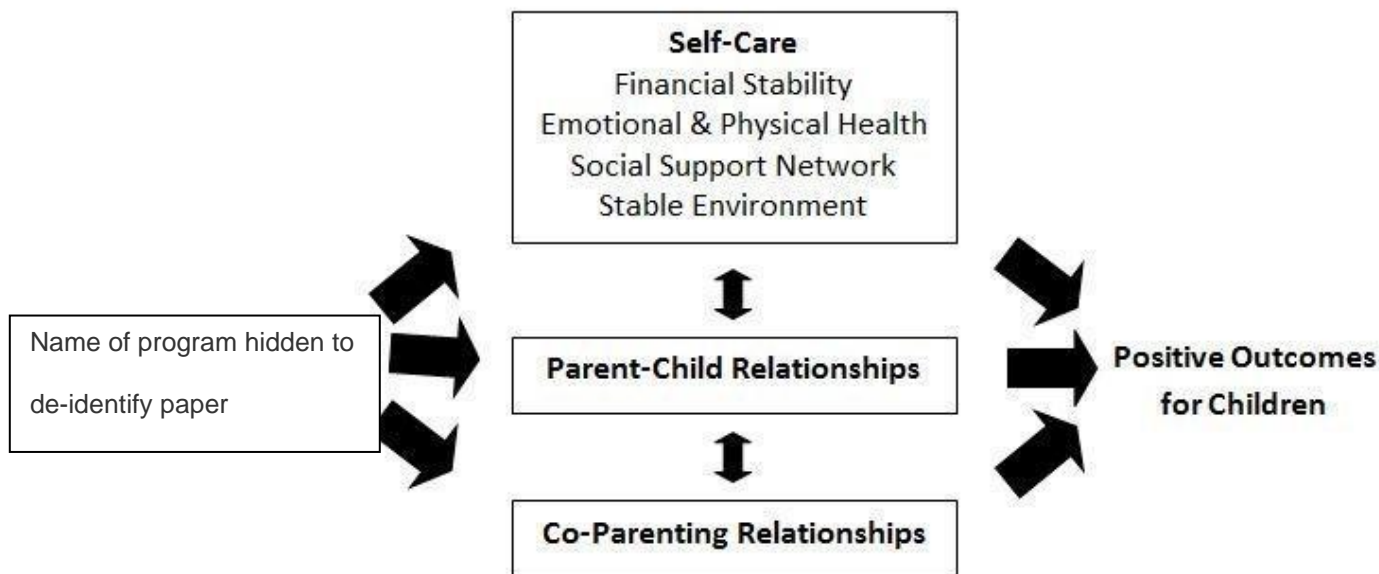 Self-Care
Financial Stability
Emotional & Physical Health
Social Support Network
Stable Environment
Name of program hidden to
de-identify paper
Parent-Child Relationships
Positive Outcomes
for Children
Co-Parenting Relationships